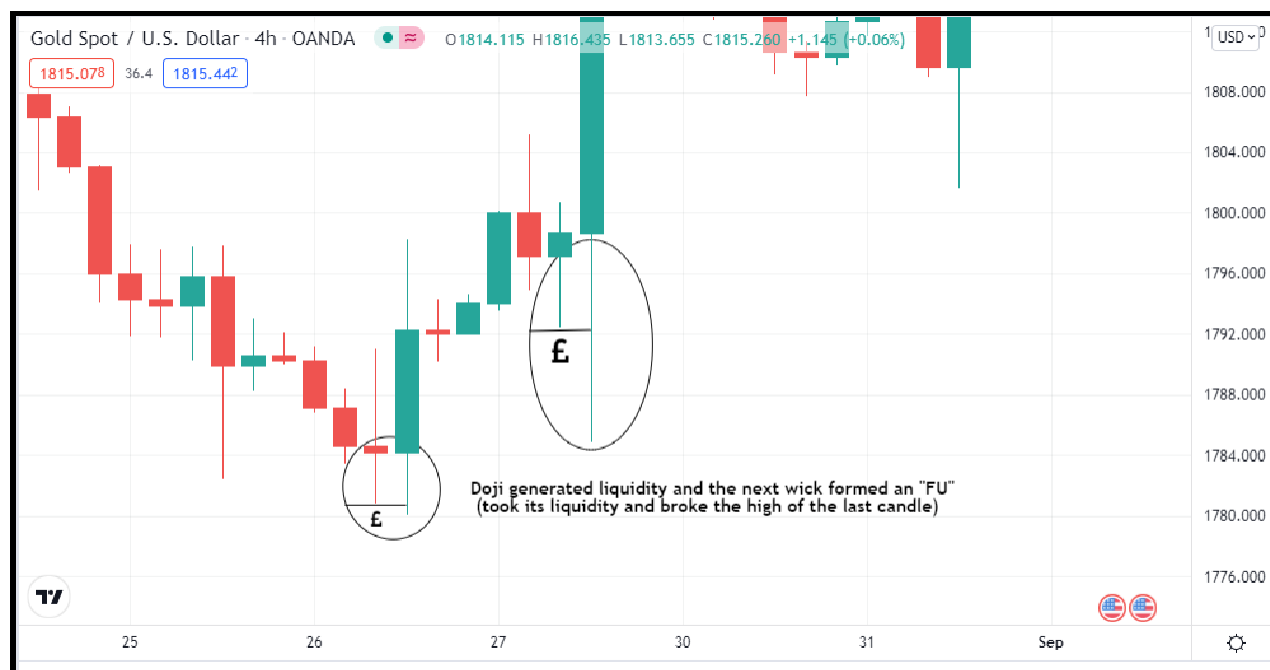 Gold Spot / U.S. Dollar · 4h · OANDA ≈ O1814.115 H1816.435 L1813.655 C1815.260 +1.145 (+0.06%)
USD
1815.078 36.4 1815.442
1808.000
1804.000
1800.000
1796.000
1792.000
£
1788.000
1784.000
Doji generated liquidity and the next wick formed an "FU"
(took its liquidity and broke the high of the last candle)
£
1780.000
1776.000
25 26 27 30 31 Sep